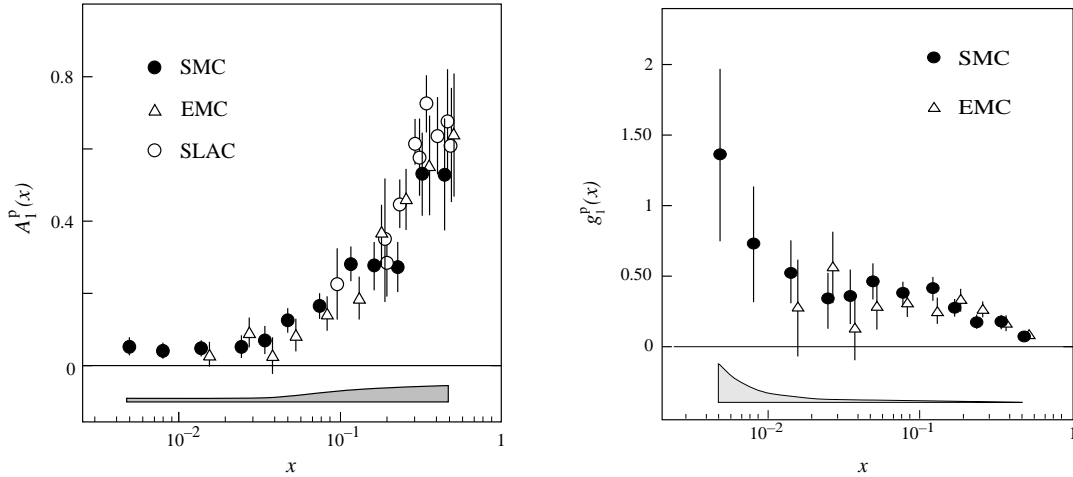 0.8
0.4
0
SMC
EMC
SLAC
A₁ᵖ(x)
10⁻² 10⁻¹ 1
x
2
1.50
1
0.50
0
SMC
EMC
g₁ᵖ(x)
10⁻² 10⁻¹ 1
x